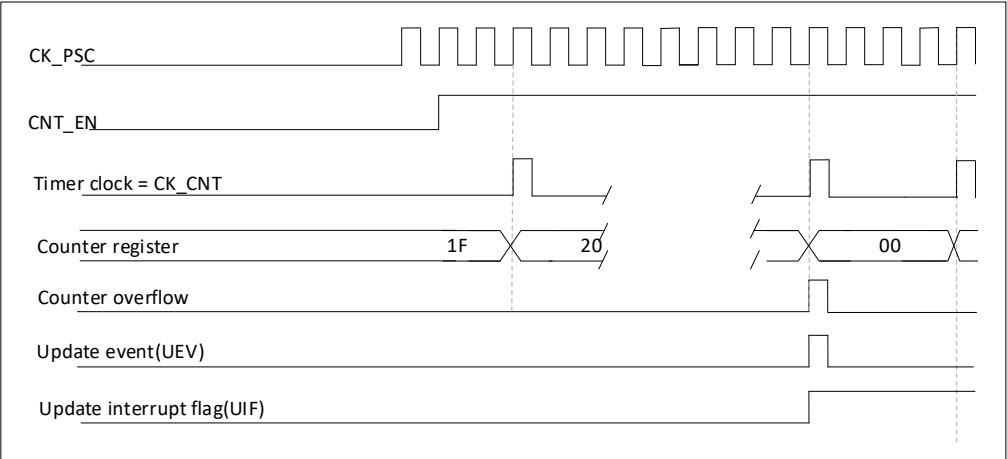 CK_PSC
CNT_EN
Timer clock = CK_CNT
Counter register 1F 20 00
Counter overflow
Update event(UEV)
Update interrupt flag(UIF)